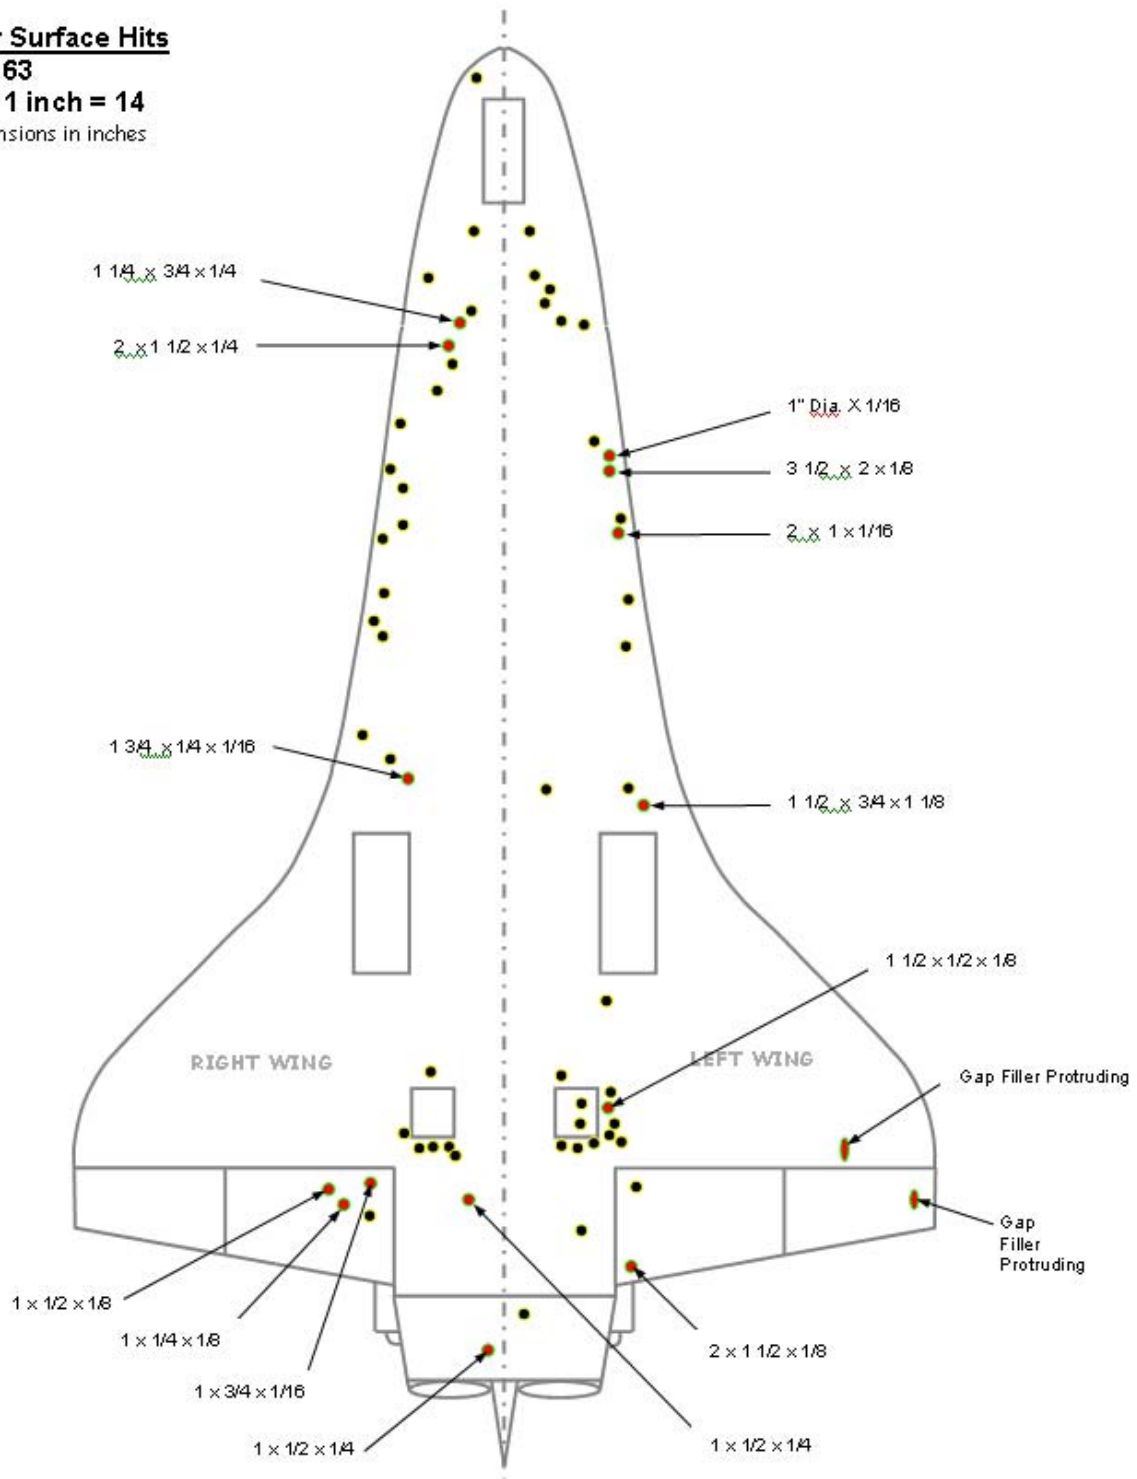 Surface Hits
63
1 inch = 14
in inches
1 1/4 x 3/4 x 1/4
2 x 1 1/2 x 1/4
1" Dia. X 1/16
3 1/2 x 2 x 1/8
2 x 1 x 1/16
1 3/4 x 1/4 x 1/16
1 1/2 x 3/4 x 1 1/8
1 1/2 x 1/2 x 1/8
RIGHT WING
LEFT WING
Gap Filler Protruding
Gap
Filler
Protruding
1 x 1/2 x 1/8
1 x 1/4 x 1/8
1 x 3/4 x 1/16
1 x 1/2 x 1/4
2 x 1 1/2 x 1/8
1 x 1/2 x 1/4